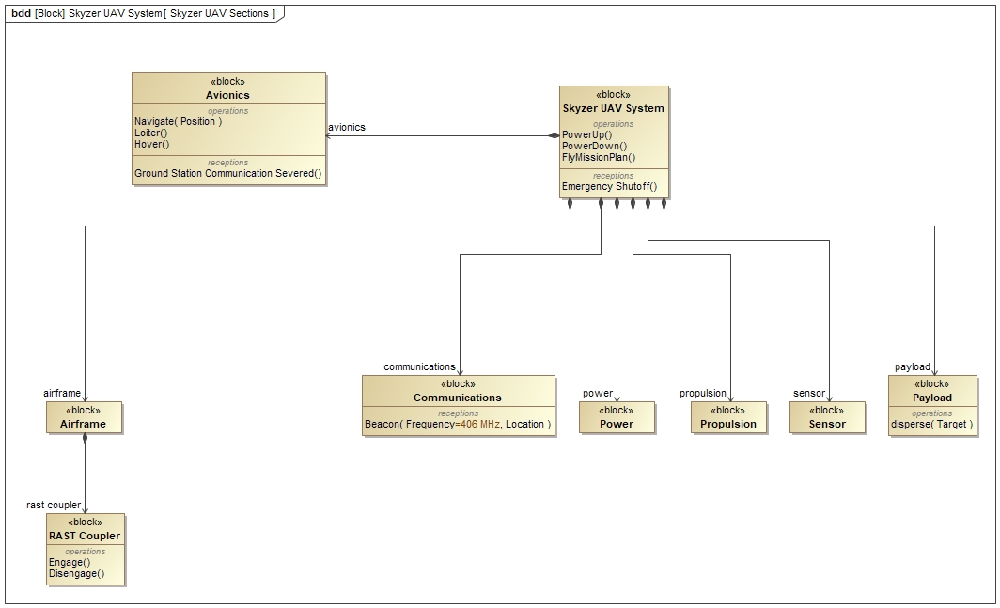 bdd [Block] Skyzer UAV System[ Skyzer UAV Sections ]
«block»
Avionics
operations
Navigate( Position )
Loiter()
Hover()
receptions
Ground Station Communication Severed()
avionics
«block»
Skyzer UAV System
operations
PowerUp()
PowerDown()
FlyMissionPlan()
receptions
Emergency Shutoff()
airframe
«block»
Airframe
communications
«block»
Communications
receptions
Beacon( Frequency=406 MHz, Location )
power
«block»
Power
propulsion
«block»
Propulsion
sensor
«block»
Sensor
payload
«block»
Payload
operations
disperse( Target )
rast coupler
«block»
RAST Coupler
operations
Engage()
Disengage()